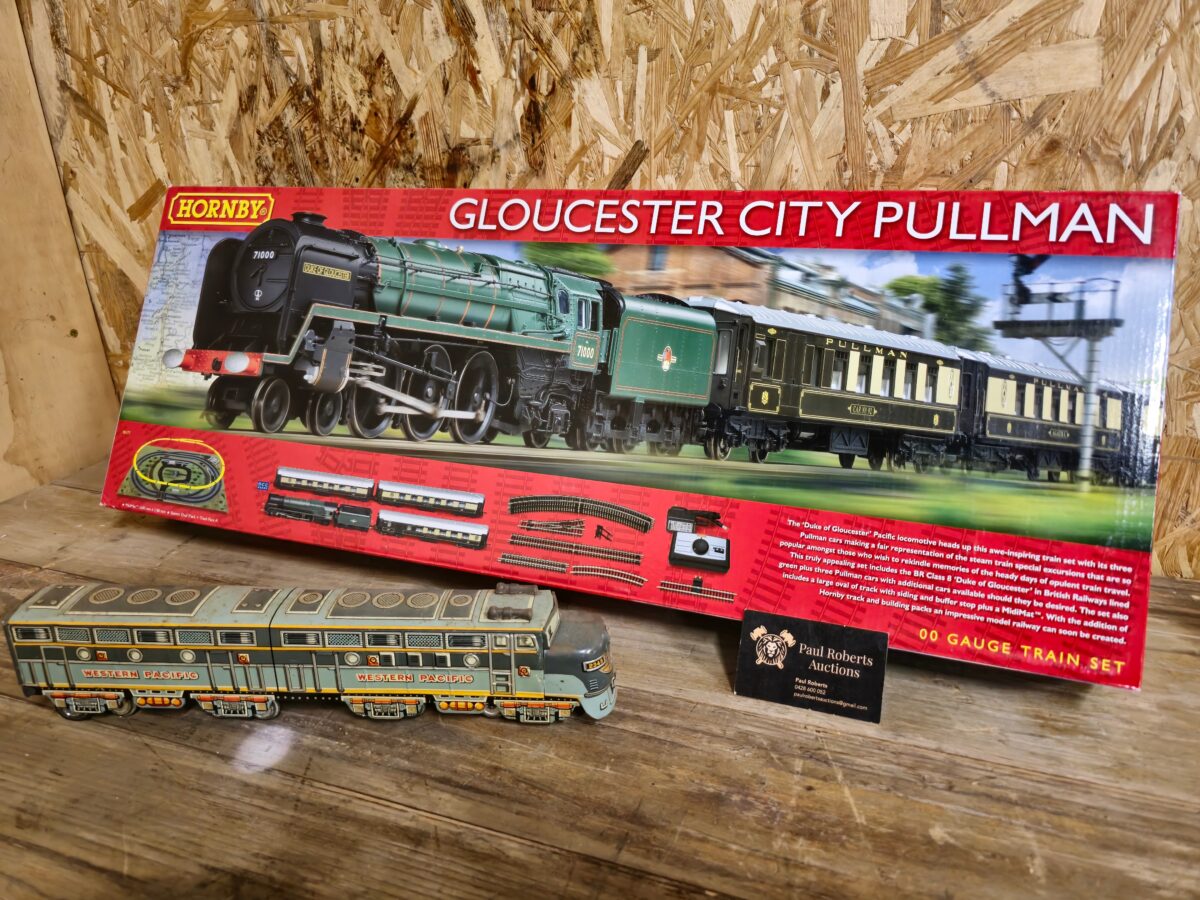 HORNBY
GLOUCESTER CITY PULLMAN
71000
DUKE OF GLOUCESTER
71000
PULLMAN
The 'Duke of Gloucester' Pacific locomotive heads up this awe-inspiring train set with its three
Pullman cars making a fair representation of the steam train special excursions that are so
popular amongst those who wish to rekindle memories of the heady days of opulent train travel.
This truly appealing set includes the BR Class 8 'Duke of Gloucester' in British Railways lined
green plus three Pullman cars with additional cars available should they be desired. The set also
includes a large oval of track with siding and buffer stop plus a MidiMat™. With the addition of
Hornby track and building packs an impressive model railway can soon be created.
00 GAUGE TRAIN SET
WESTERN PACIFIC
WESTERN PACIFIC
Paul Roberts
Auctions
Paul Roberts
0428 600 052
paulrobertsauctions@gmail.com